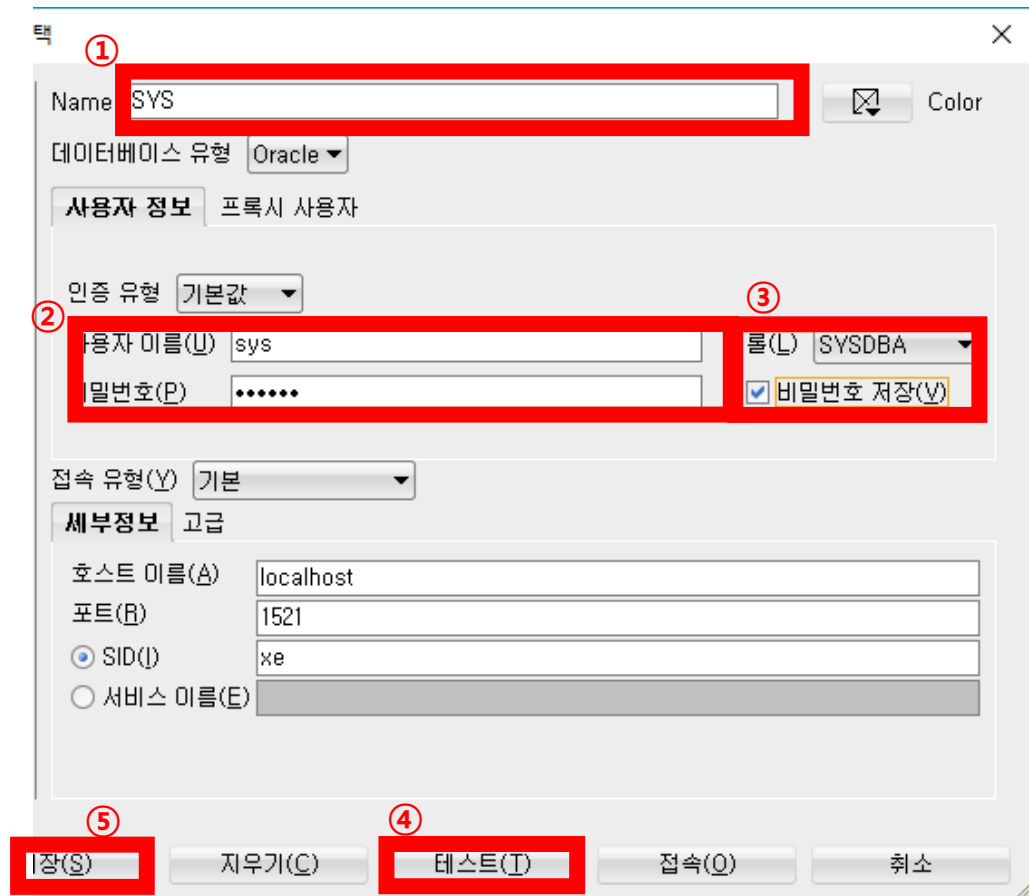 택
①
Name SYS Color
데이터베이스 유형 Oracle
사용자 정보 프록시 사용자
인증 유형 기본값
② ③
사용자 이름(U) sys 롤(L) SYSDBA
비밀번호(P) •••••• 비밀번호 저장(V)
접속 유형(Y) 기본
세부정보 고급
호스트 이름(A) localhost
포트(R) 1521
SID(I) xe
서비스 이름(E)
⑤ ④
저장(S) 지우기(C) 테스트(T) 접속(O) 취소